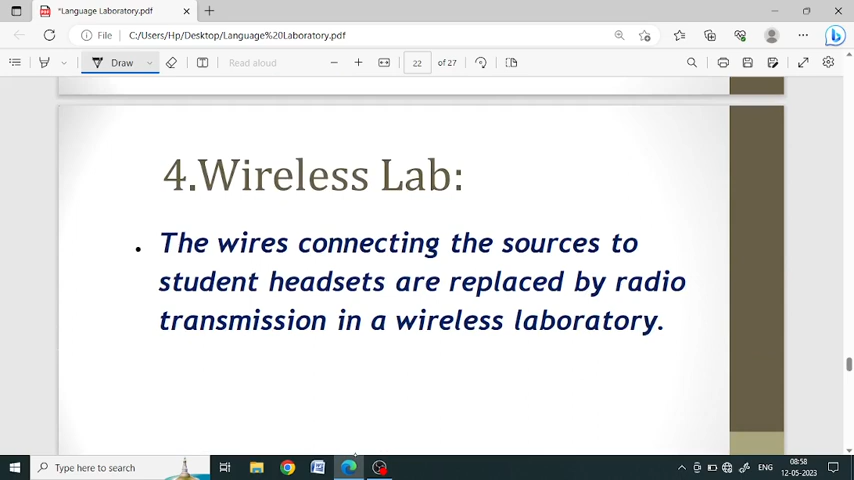 *Language Laboratory.pdf
File C:/Users/Hp/Desktop/Language%20Laboratory.pdf
Draw Read aloud 22 of 27
4.Wireless Lab:
• The wires connecting the sources to
student headsets are replaced by radio
transmission in a wireless laboratory.
Type here to search
ENG 08:58
12-05-2023